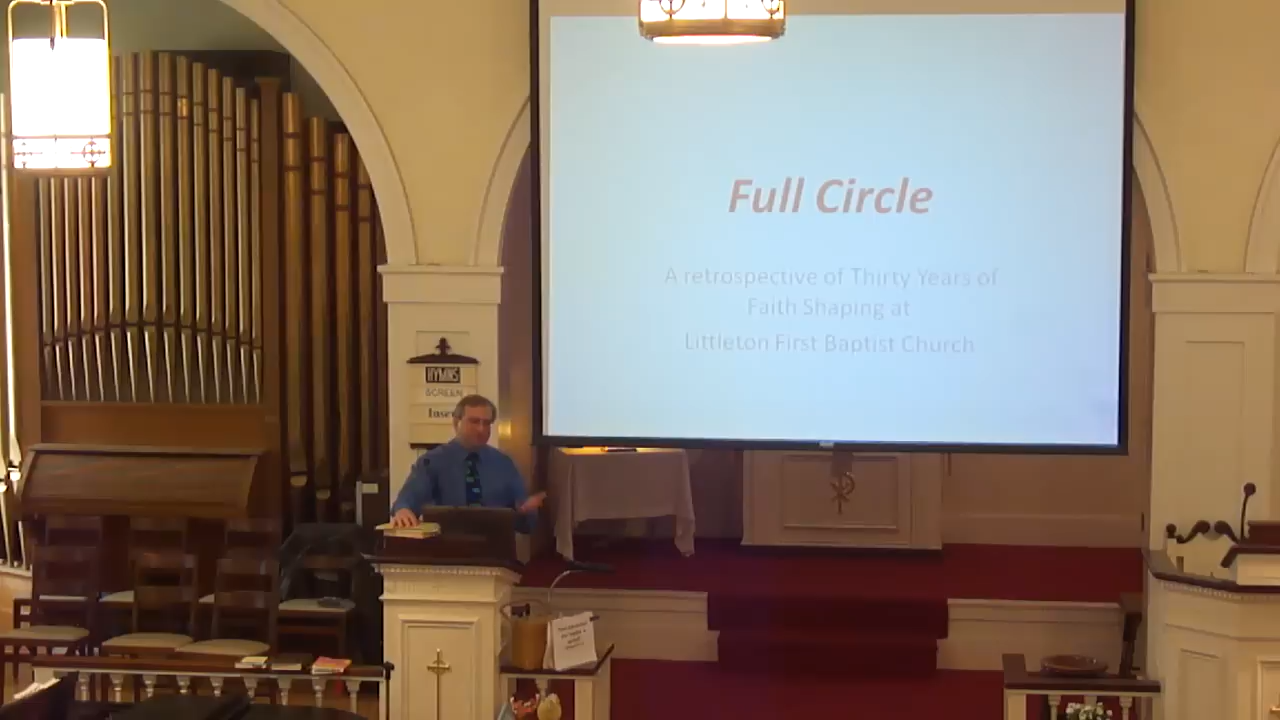 Full Circle
A retrospective of Thirty Years of
Faith Shaping at
Littleton First Baptist Church
HYMNS
SCREEN